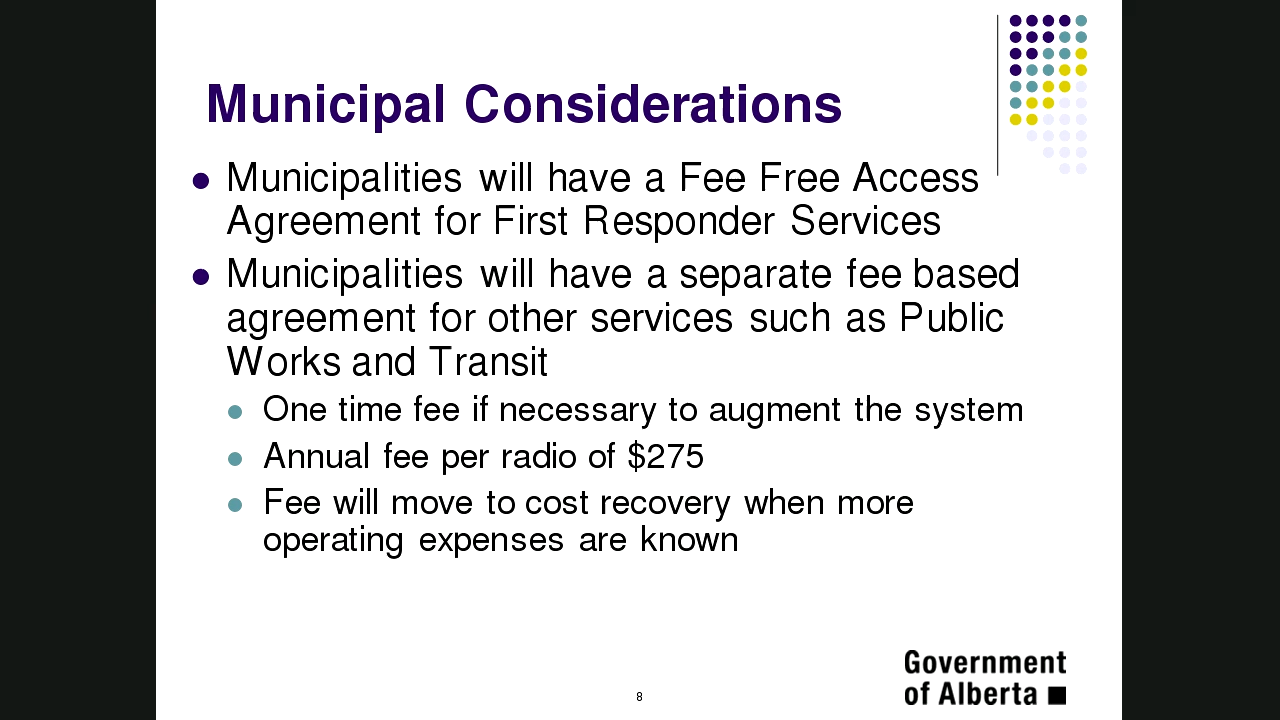 Municipal Considerations
Municipalities will have a Fee Free Access
Agreement for First Responder Services
Municipalities will have a separate fee based
agreement for other services such as Public
Works and Transit
One time fee if necessary to augment the system
Annual fee per radio of $275
Fee will move to cost recovery when more
operating expenses are known
Government
of Alberta
8